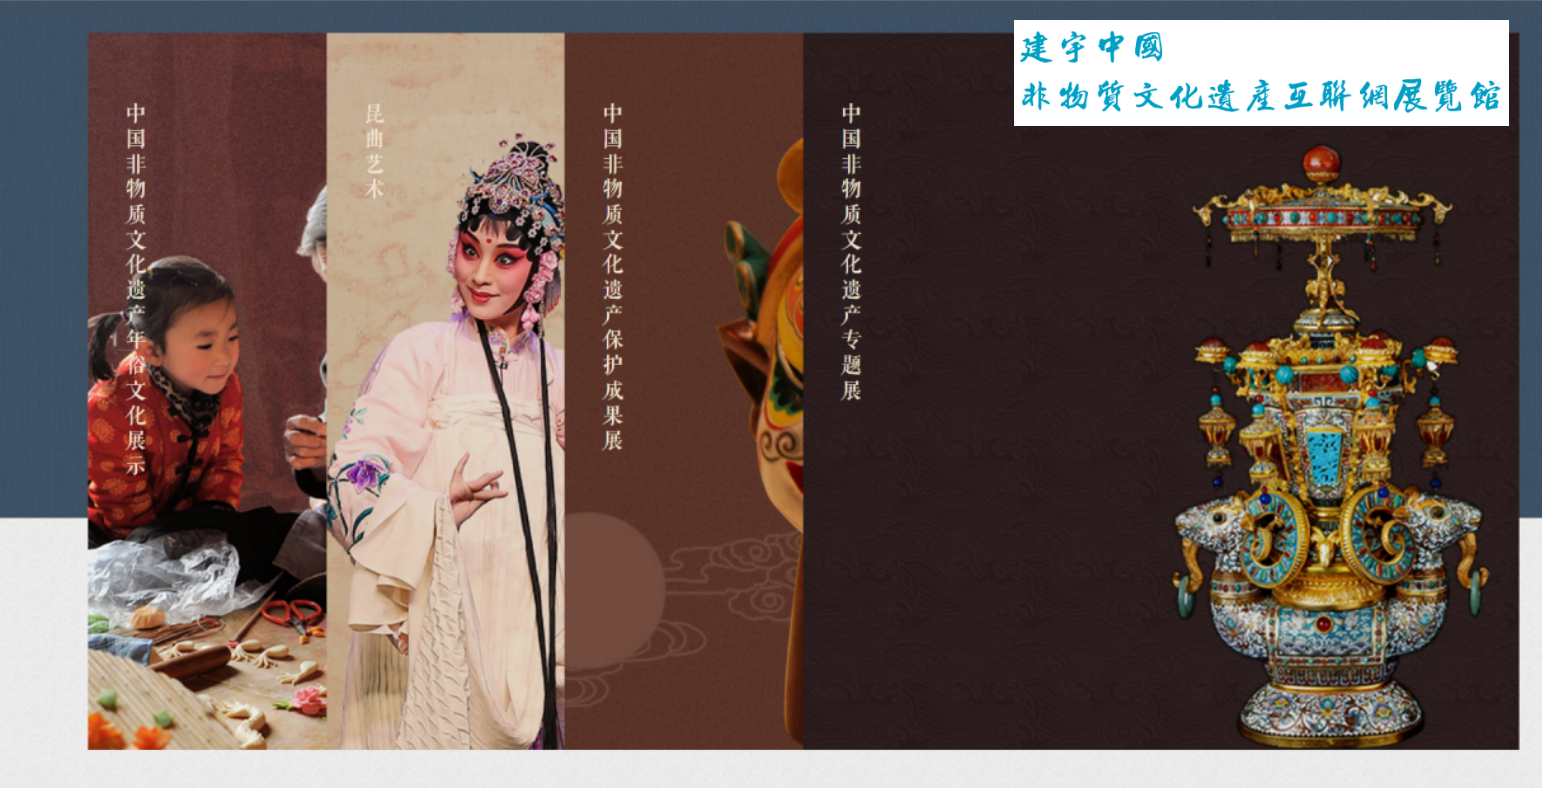 建宇中國
非物質文化遺產互聯網展覽館
中国非物质文化遗产年俗文化展示
昆曲艺术
中国非物质文化遗产保护成果展
中国非物质文化遗产专题展